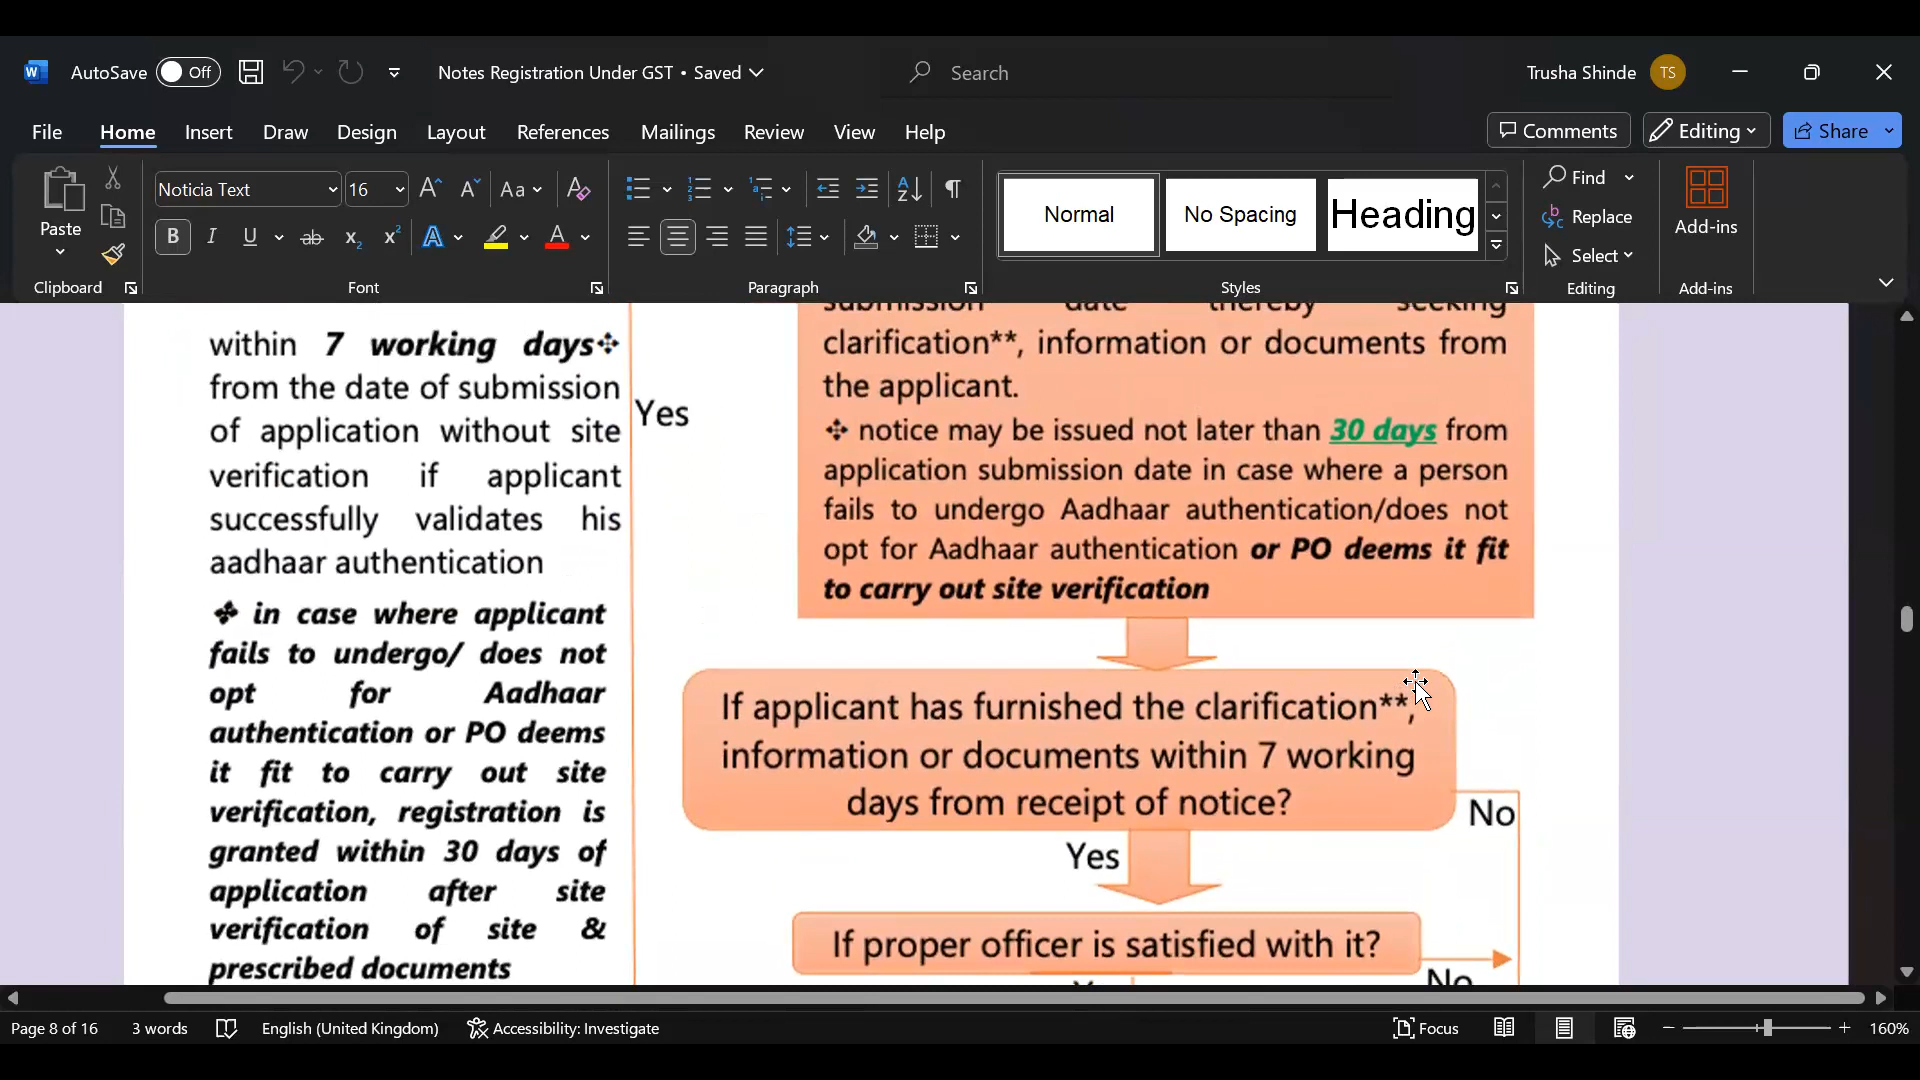 AutoSave Off
Notes Registration Under GST • Saved
Search
Trusha Shinde TS
File Home Insert Draw Design Layout References Mailings Review View Help
Comments Editing Share
Paste
Clipboard
Noticia Text 16
Font
Paragraph
Normal
No Spacing
Heading
Styles
Find
Replace
Select
Editing
Add-ins
Add-ins
within 7 working days✥
from the date of submission
of application without site
verification if applicant
successfully validates his
aadhaar authentication
✥ in case where applicant
fails to undergo/ does not
opt for Aadhaar
authentication or PO deems
it fit to carry out site
verification, registration is
granted within 30 days of
application after site
verification of site &
prescribed documents
Yes
submission date thereby seeking
clarification**, information or documents from
the applicant.
✥ notice may be issued not later than 30 days from
application submission date in case where a person
fails to undergo Aadhaar authentication/does not
opt for Aadhaar authentication or PO deems it fit
to carry out site verification
If applicant has furnished the clarification**,
information or documents within 7 working
days from receipt of notice?
No
Yes
If proper officer is satisfied with it?
No
Page 8 of 16 3 words English (United Kingdom) Accessibility: Investigate
Focus 160%